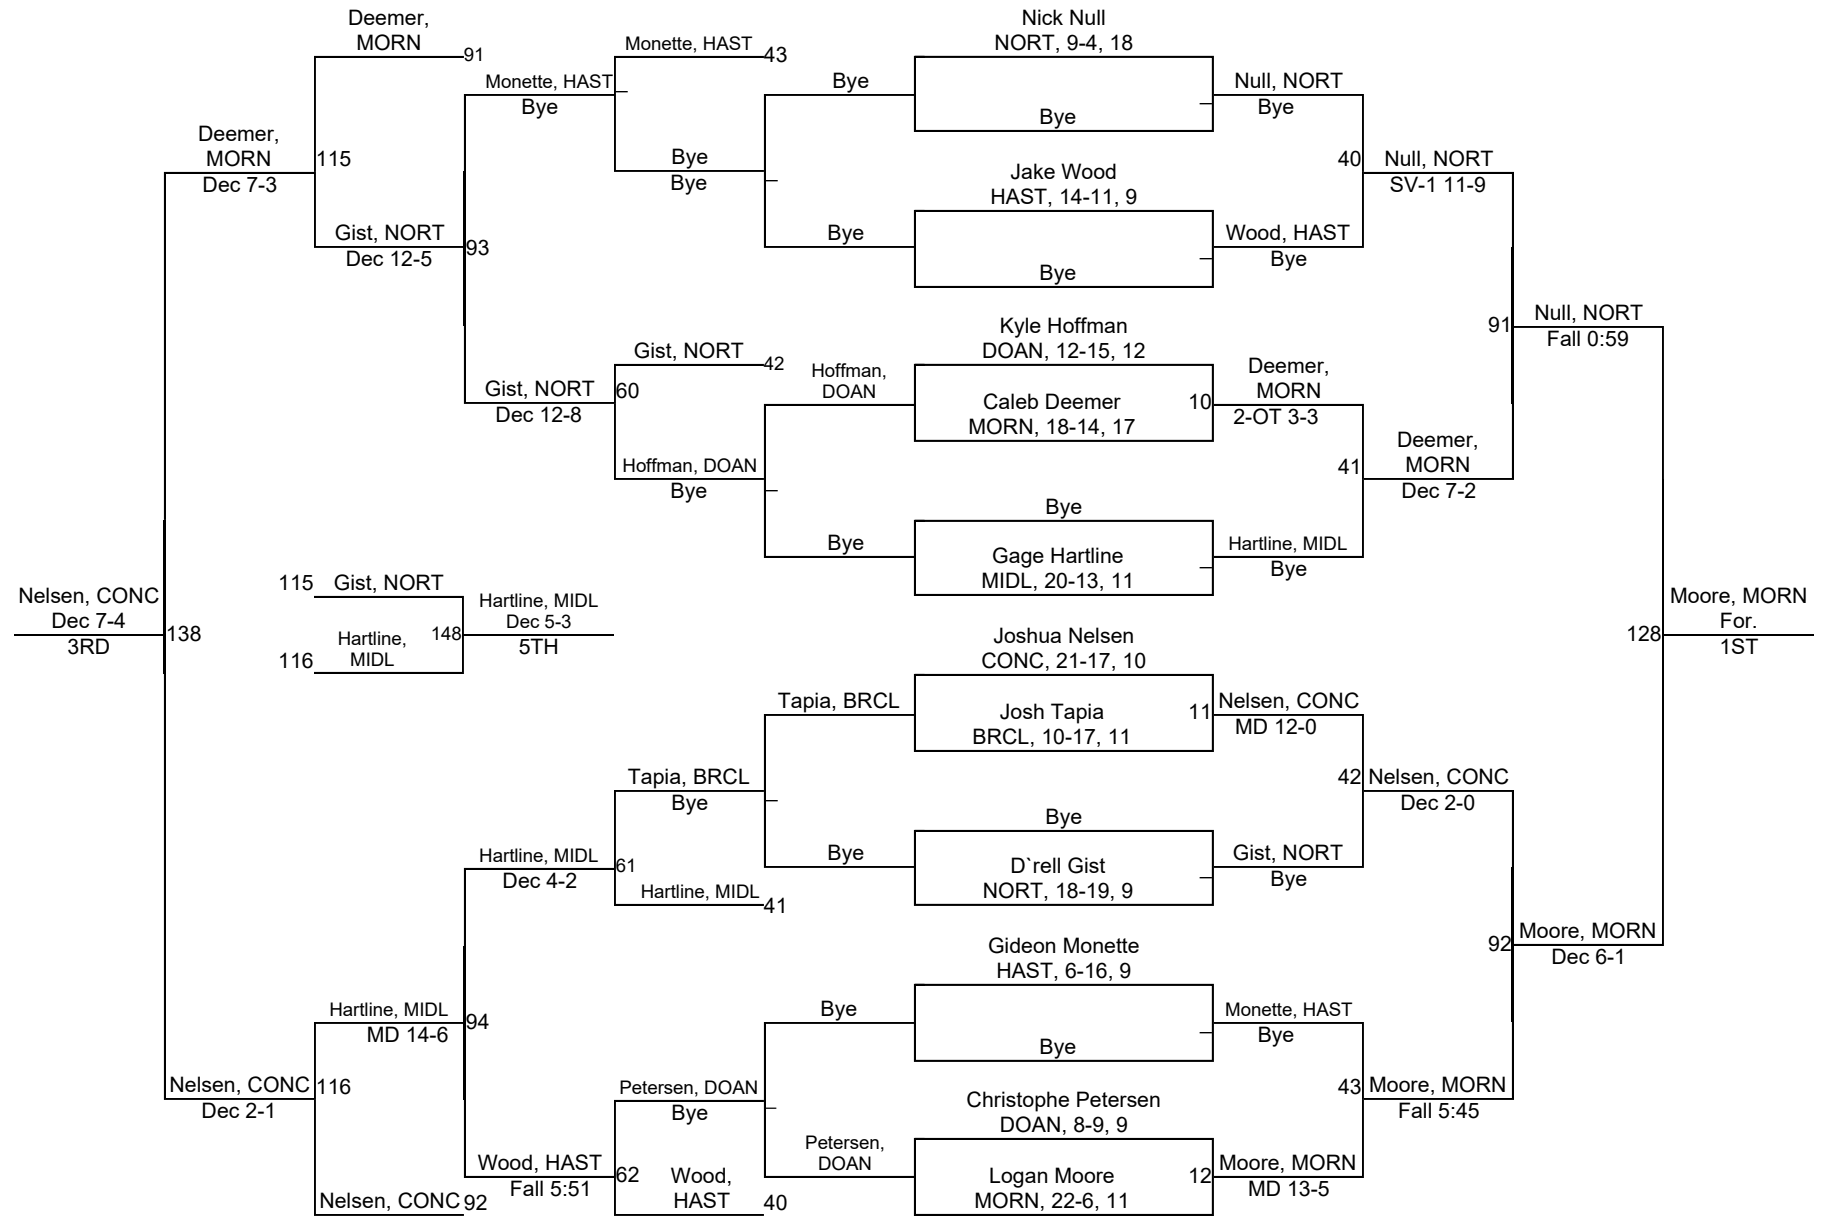 Deemer,
MORN
91
Monette, HAST
43
Nick Null
NORT, 9-4, 18
Monette, HAST
Bye
Bye
Bye
Null, NORT
Bye
Deemer,
MORN
Dec 7-3
115
Bye
Bye
Jake Wood
HAST, 14-11, 9
40
Null, NORT
SV-1 11-9
Gist, NORT
Dec 12-5
93
Bye
Bye
Wood, HAST
Bye
Kyle Hoffman
DOAN, 12-15, 12
91
Null, NORT
Fall 0:59
Gist, NORT
42
Hoffman,
DOAN
Caleb Deemer
MORN, 18-14, 17
10
Deemer,
MORN
2-OT 3-3
Gist, NORT
Dec 12-8
60
Hoffman, DOAN
Bye
41
Deemer,
MORN
Dec 7-2
Bye
Bye
Gage Hartline
MIDL, 20-13, 11
Hartline, MIDL
Bye
Nelsen, CONC
Dec 7-4
3RD
138
115
Gist, NORT
116
Hartline,
MIDL
148
Hartline, MIDL
Dec 5-3
5TH
128
Moore, MORN
For.
1ST
Joshua Nelsen
CONC, 21-17, 10
Tapia, BRCL
Josh Tapia
BRCL, 10-17, 11
11
Nelsen, CONC
MD 12-0
Tapia, BRCL
Bye
42
Nelsen, CONC
Dec 2-0
Bye
Bye
D`rell Gist
NORT, 18-19, 9
Gist, NORT
Bye
Hartline, MIDL
Dec 4-2
61
Hartline, MIDL
41
Gideon Monette
HAST, 6-16, 9
92
Moore, MORN
Dec 6-1
Hartline, MIDL
MD 14-6
94
Bye
Bye
Monette, HAST
Bye
Nelsen, CONC
Dec 2-1
116
Petersen, DOAN
Bye
Christophe Petersen
DOAN, 8-9, 9
43
Moore, MORN
Fall 5:45
Wood, HAST
Fall 5:51
62
Wood,
HAST
40
Petersen,
DOAN
Logan Moore
MORN, 22-6, 11
12
Moore, MORN
MD 13-5
Nelsen, CONC
92